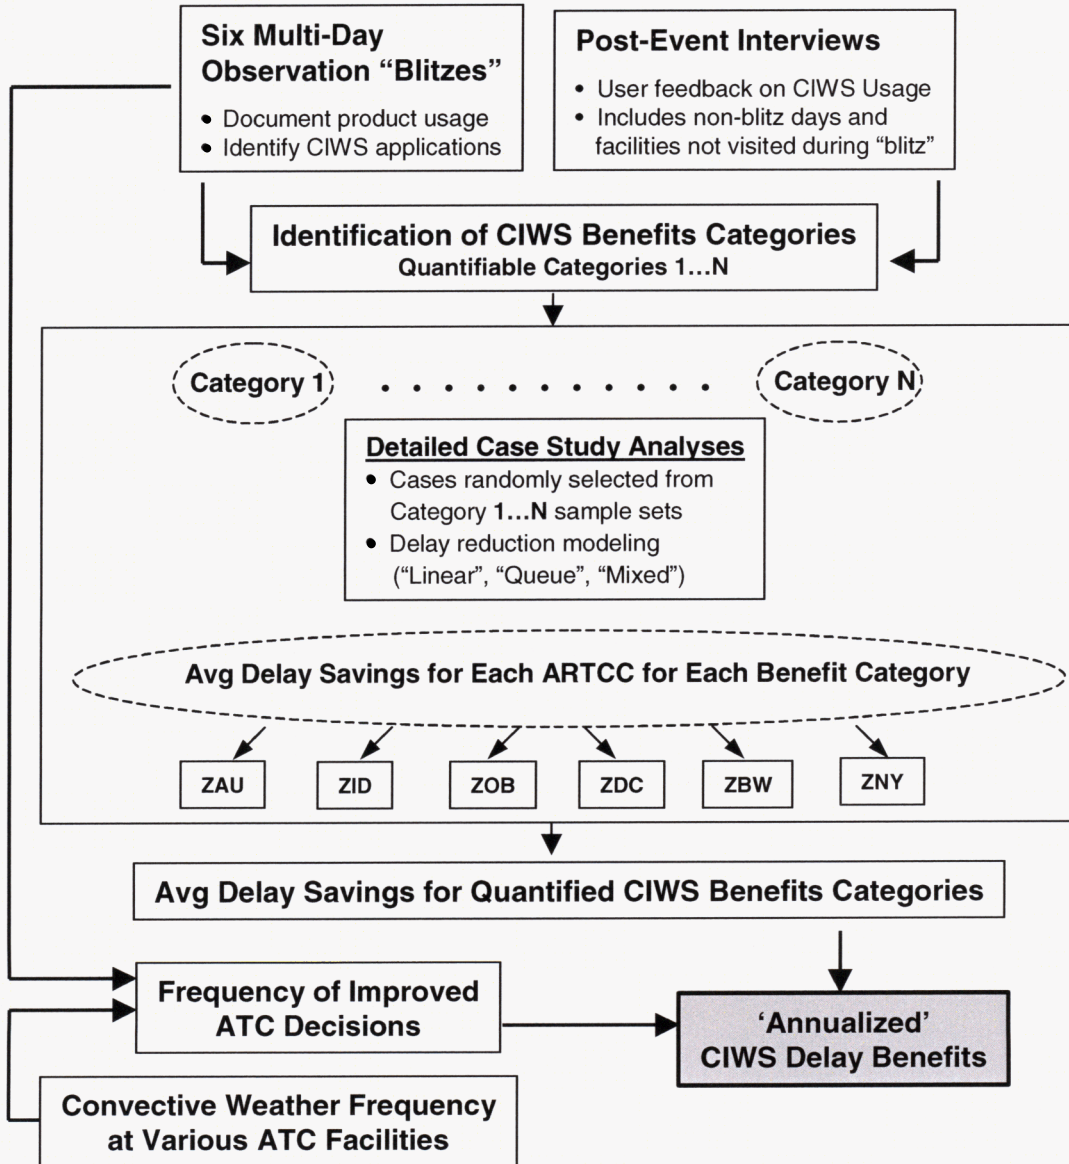 Six Multi-Day
Observation “Blitzes”
• Document product usage
• Identify CIWS applications
Post-Event Interviews
• User feedback on CIWS Usage
• Includes non-blitz days and
facilities not visited during “blitz”
Identification of CIWS Benefits Categories
Quantifiable Categories 1...N
Category 1
Category N
Detailed Case Study Analyses
• Cases randomly selected from
Category 1...N sample sets
• Delay reduction modeling
(“Linear”, “Queue”, “Mixed”)
Avg Delay Savings for Each ARTCC for Each Benefit Category
ZAU
ZID
ZOB
ZDC
ZBW
ZNY
Avg Delay Savings for Quantified CIWS Benefits Categories
Frequency of Improved
ATC Decisions
‘Annualized’
CIWS Delay Benefits
Convective Weather Frequency
at Various ATC Facilities